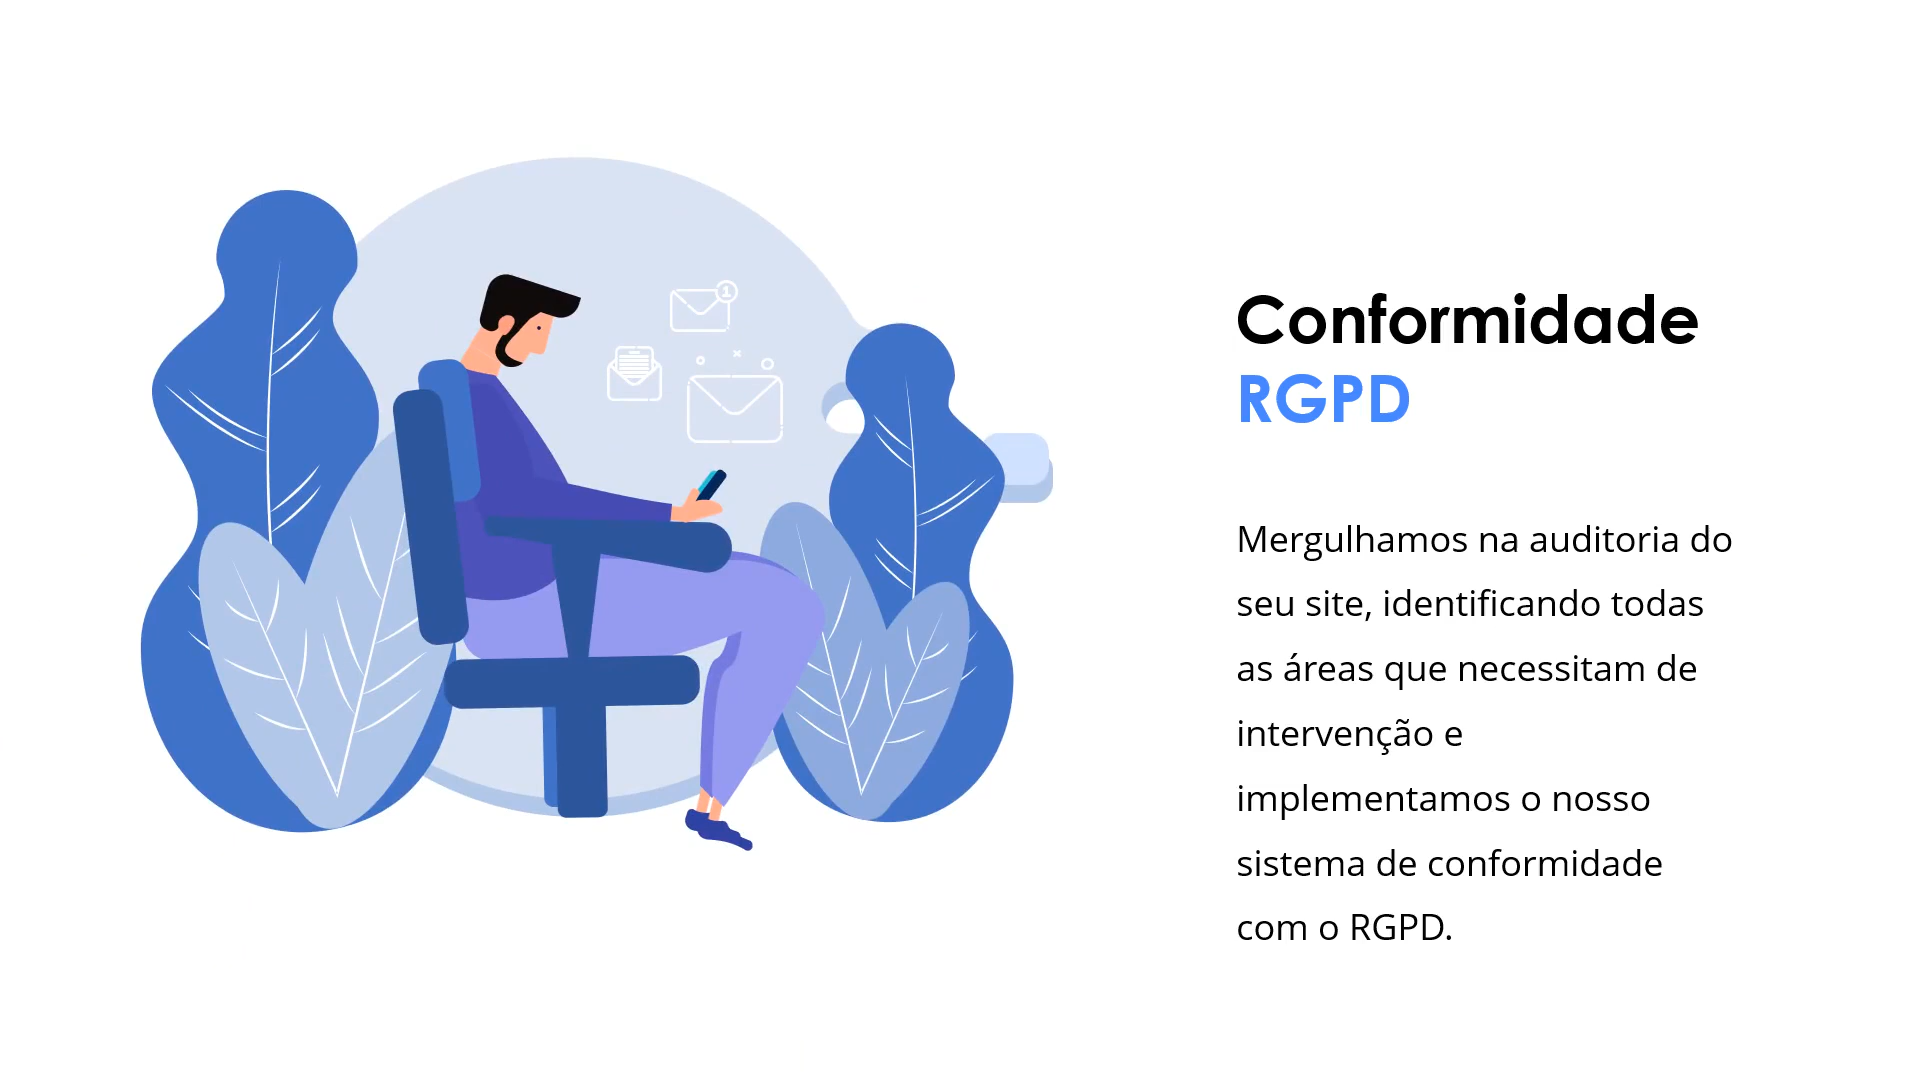 1
Conformidade
RGPD
Mergulhamos na auditoria do
seu site, identificando todas
as áreas que necessitam de
intervenção e
implementamos o nosso
sistema de conformidade
com o RGPD.